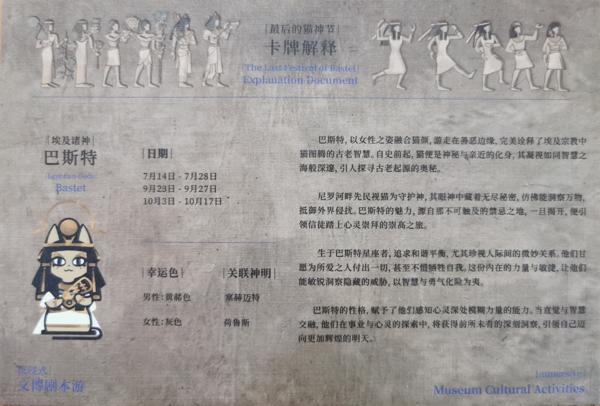 「最后的猫神节」
卡牌解释
The Last Festival of Bastet
Explanation Document
「埃及诸神」
巴斯特
Egyptian Gods
Bastet
日期
7月14日 - 7月28日
9月23日 - 9月27日
10月3日 - 10月17日
幸运色
关联神明
男性：黄赭色
塞赫迈特
女性：灰色
荷鲁斯
巴斯特，以女性之姿融合猫颜，游走在善恶边缘，完美诠释了埃及宗教中
猫图腾的古老智慧。自史前起，猫便是神秘与亲近的化身，其凝视如同智慧之
海般深邃，引人探寻古老起源的奥秘。
尼罗河畔先民视猫为守护神，其眼神中藏着无尽秘密，仿佛能洞察万物，
抵御外界侵扰。巴斯特的魅力，源自那不可触及的禁忌之地，一旦揭开，便引
领信徒踏上心灵崇拜的崇高之旅。
生于巴斯特星座者，追求和谐平衡，尤其珍视人际间的微妙关系。他们甘
愿为所爱之人付出一切，甚至不惜牺牲自我。这份内在的力量与敏捷，让他们
能敏锐洞察隐藏的威胁，以智慧与勇气化险为夷。
巴斯特的性格，赋予了他们感知心灵深处模糊力量的能力。当直觉与智慧
交融，他们在事业与心灵的探索中，将获得前所未有的深刻洞察，引领自己迈
向更加辉煌的明天。
沉浸式
文博剧本游
Immersive
Museum Cultural Activities